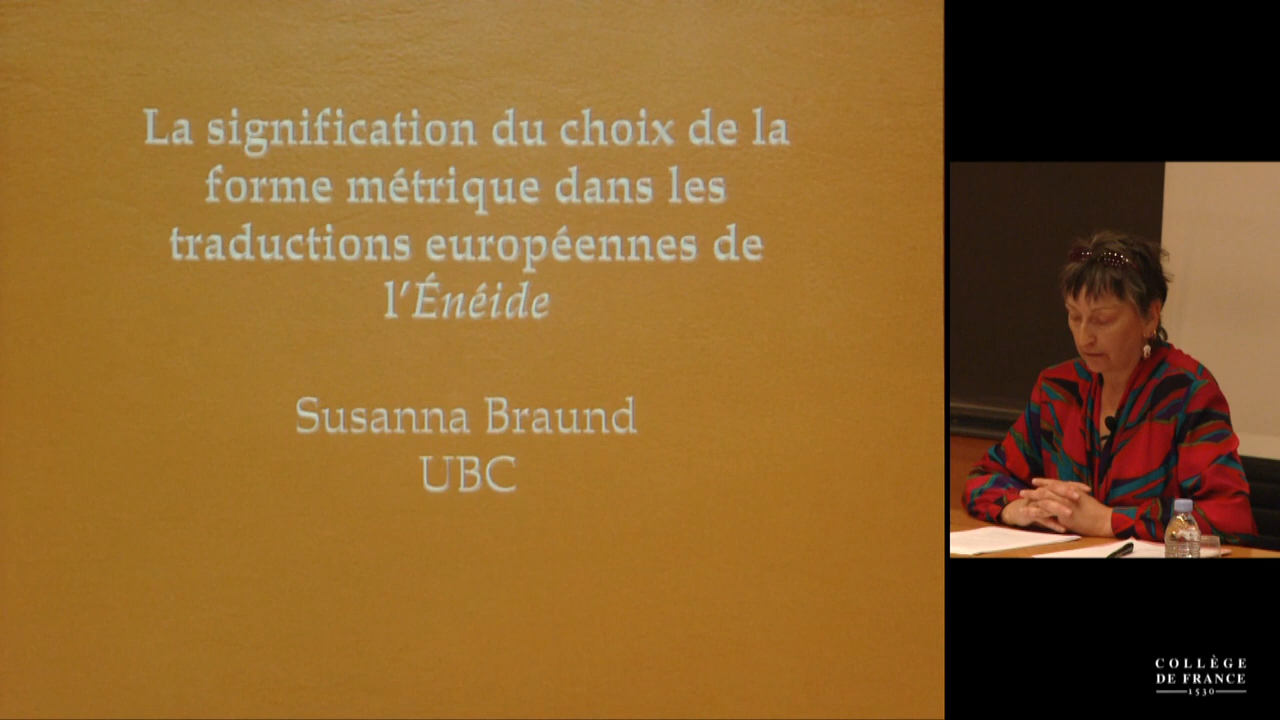 La signification du choix de la
forme métrique dans les
traductions européennes de
l'Énéide
Susanna Braund
UBC
COLLÈGE
DE FRANCE
1530